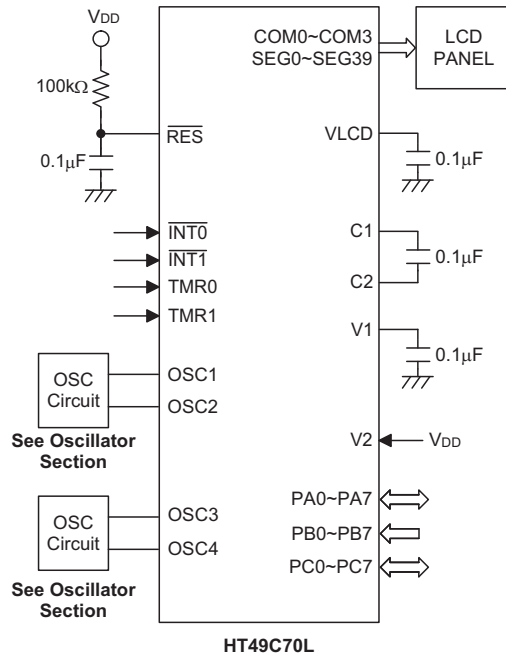 VDD
100kΩ
0.1μF
RES
INT0
INT1
TMR0
TMR1
OSC
Circuit
OSC1
OSC2
See Oscillator
Section
OSC
Circuit
OSC3
OSC4
See Oscillator
Section
COM0~COM3
SEG0~SEG39
LCD
PANEL
VLCD
0.1μF
C1
0.1μF
C2
V1
0.1μF
V2
VDD
PA0~PA7
PB0~PB7
PC0~PC7
HT49C70L